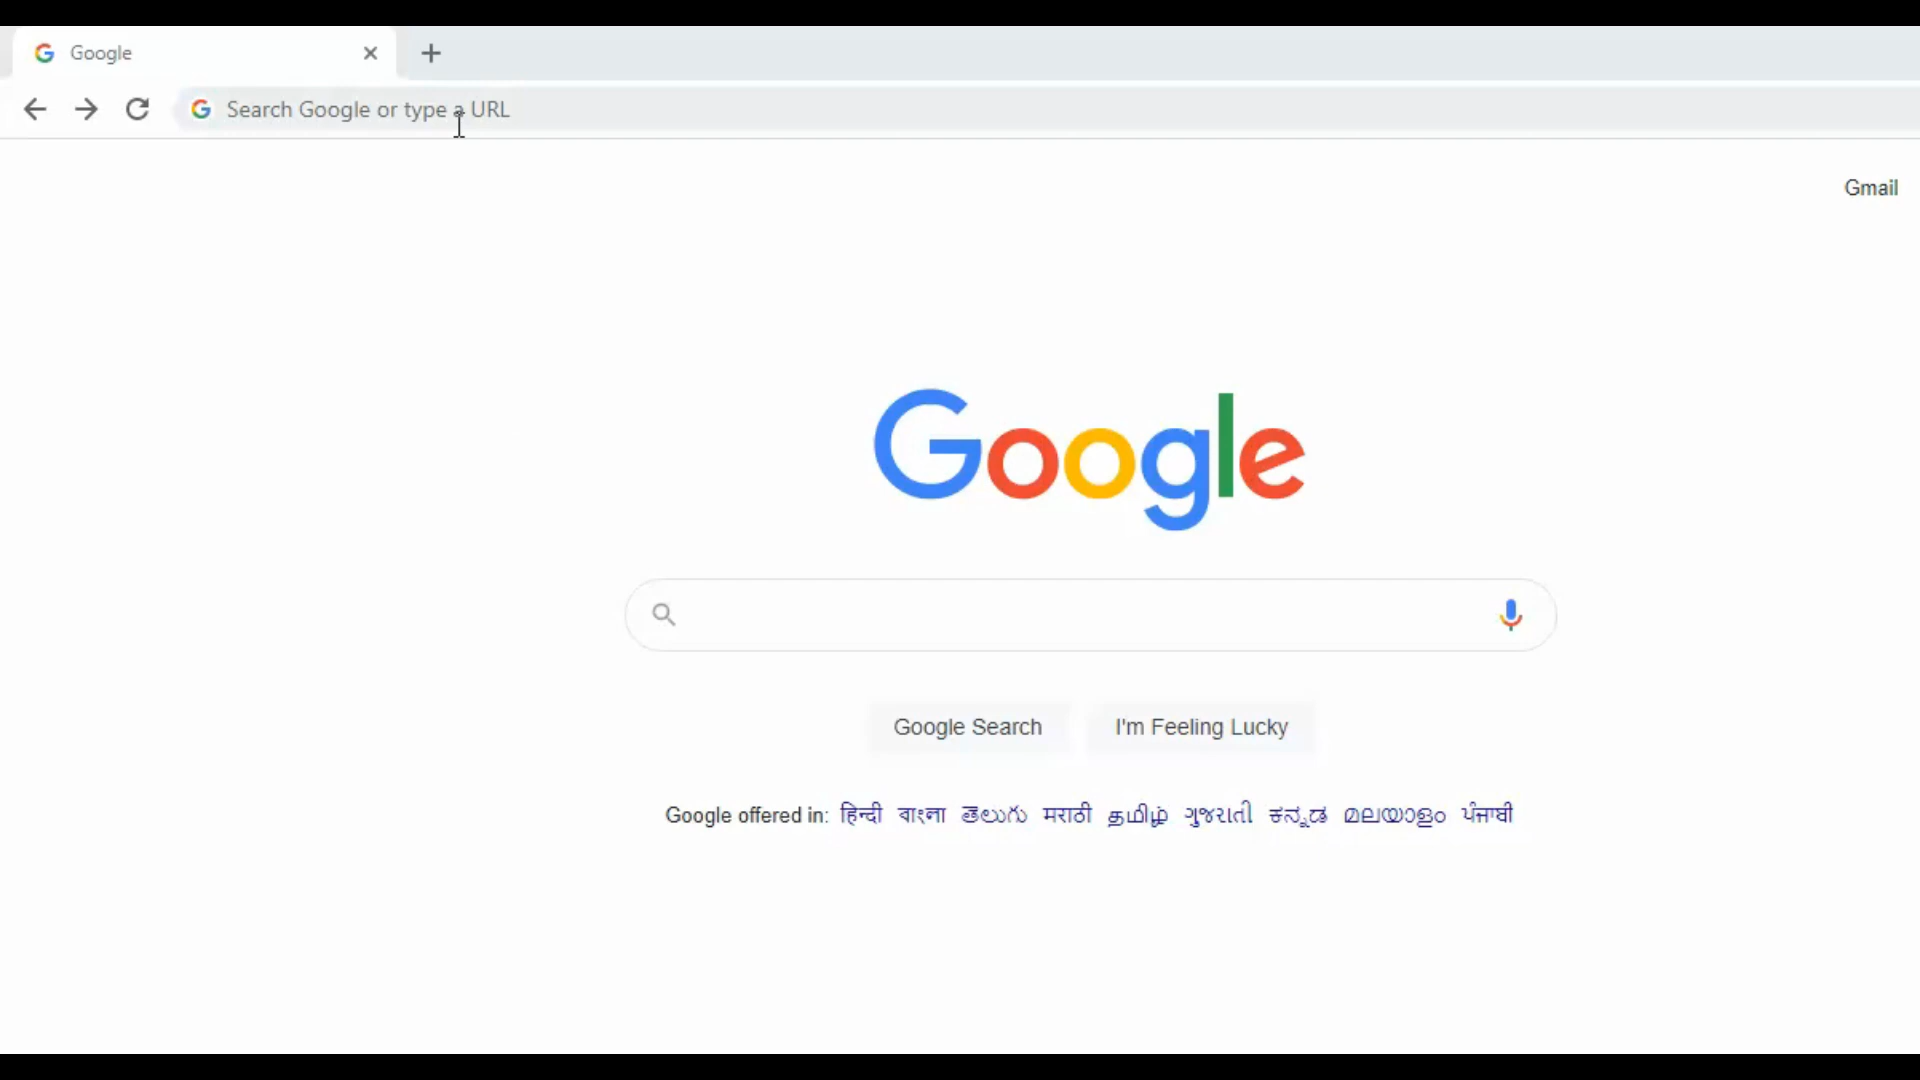 Google
Search Google or type a URL
Gmail
Google
Google Search I'm Feeling Lucky
Google offered in: हिन्दी বাংলা తెలుగు मराठी தமிழ் ગુજરાતી ಕನ್ನಡ മലയാളം ਪੰਜਾਬੀ